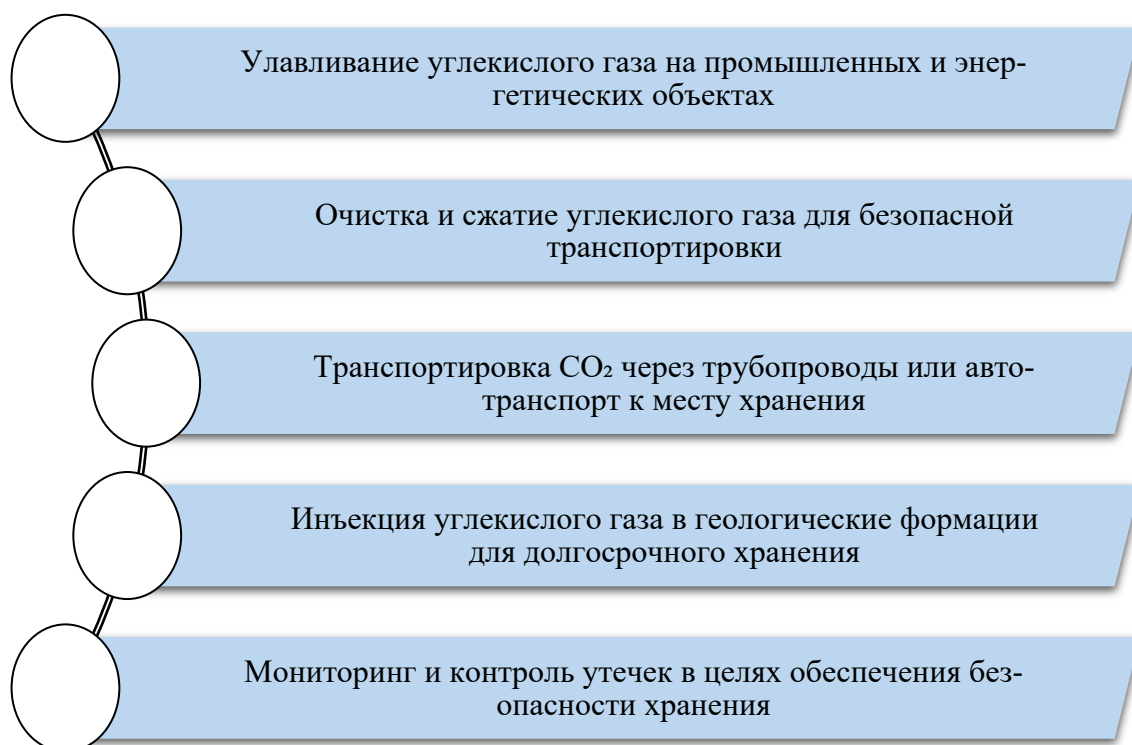 Улавливание углекислого газа на промышленных и энер-
гетических объектах
Очистка и сжатие углекислого газа для безопасной
транспортировки
Транспортировка CO₂ через трубопроводы или авто-
транспорт к месту хранения
Инъекция углекислого газа в геологические формации
для долгосрочного хранения
Мониторинг и контроль утечек в целях обеспечения без-
опасности хранения